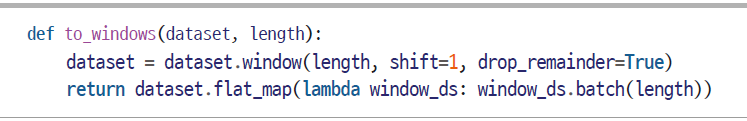 def to_windows(dataset, length):
    dataset = dataset.window(length, shift=1, drop_remainder=True)
    return dataset.flat_map(lambda window_ds: window_ds.batch(length))